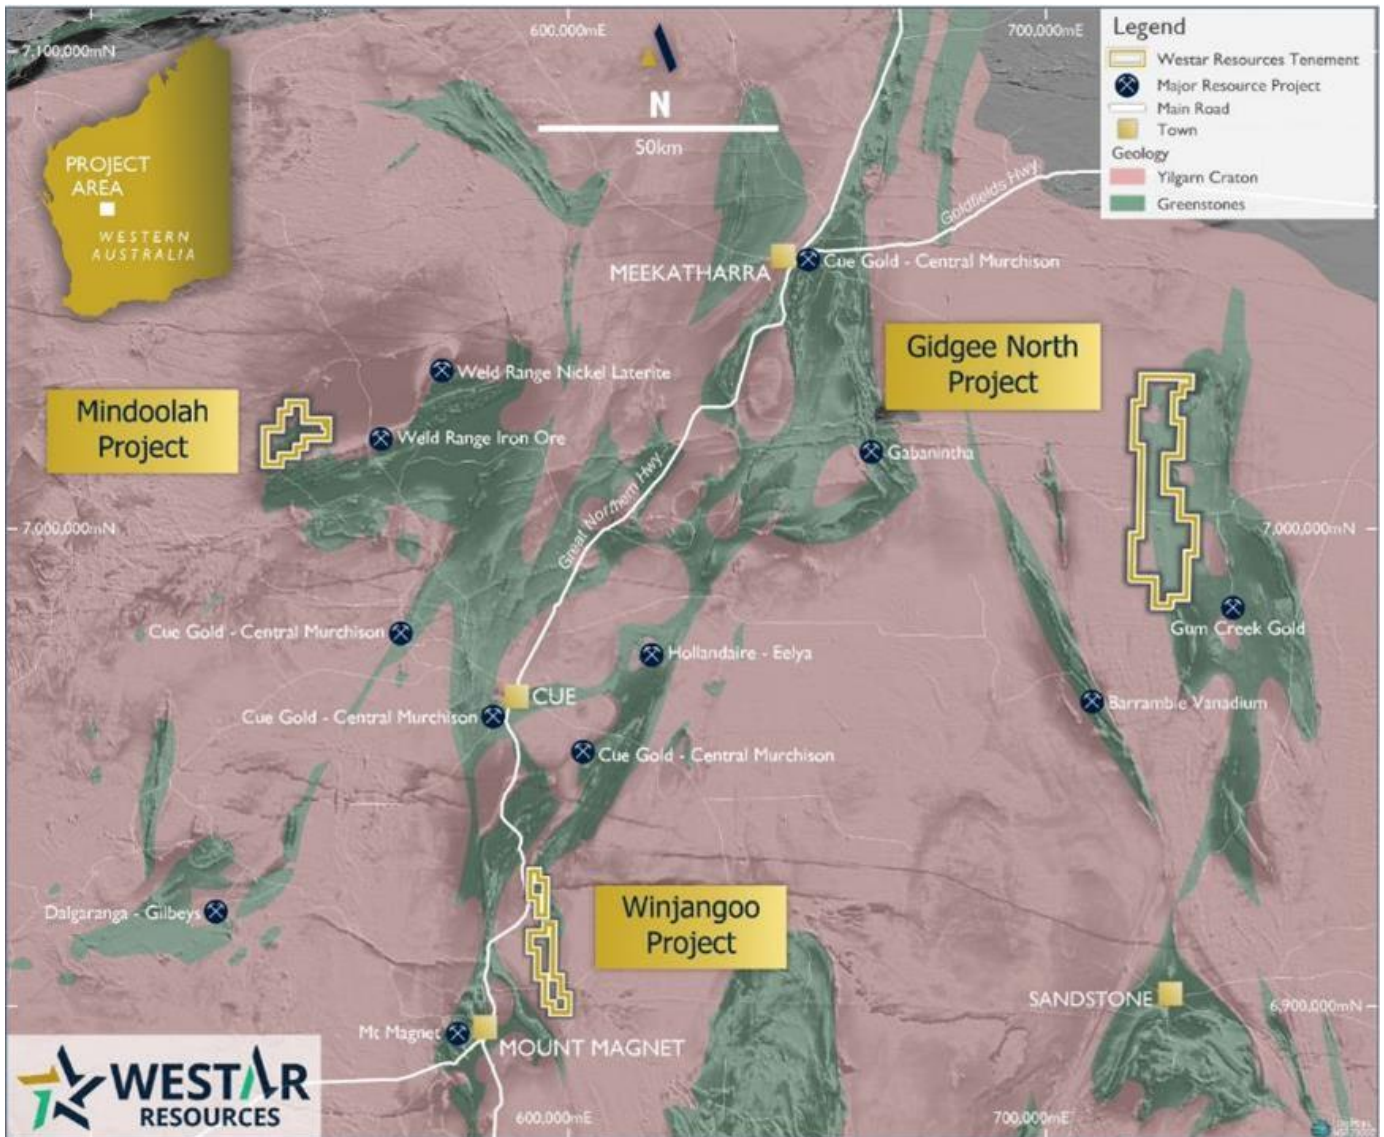 600,000mE
700,000mE
7,100,000mN
Legend
Westar Resources Tenement
Major Resource Project
Main Road
Town
Geology
Yilgarn Craton
Greenstones
N
50km
PROJECT
AREA
WESTERN
AUSTRALIA
Goldfields Hwy
MEEKATHARRA
Cue Gold - Central Murchison
Gidgee North
Project
Weld Range Nickel Laterite
Mindoolah
Project
Weld Range Iron Ore
Gabanintha
Great Northern Hwy
7,000,000mN
7,000,000mN
Gum Creek Gold
Cue Gold - Central Murchison
Hollandaire - Eelya
CUE
Barrambie Vanadium
Cue Gold - Central Murchison
Cue Gold - Central Murchison
Winjangoo
Project
Dalgaranga - Gilbeys
SANDSTONE
6,900,000mN
Mt Magnet
MOUNT MAGNET
WESTAR
RESOURCES
600,000mE
700,000mE